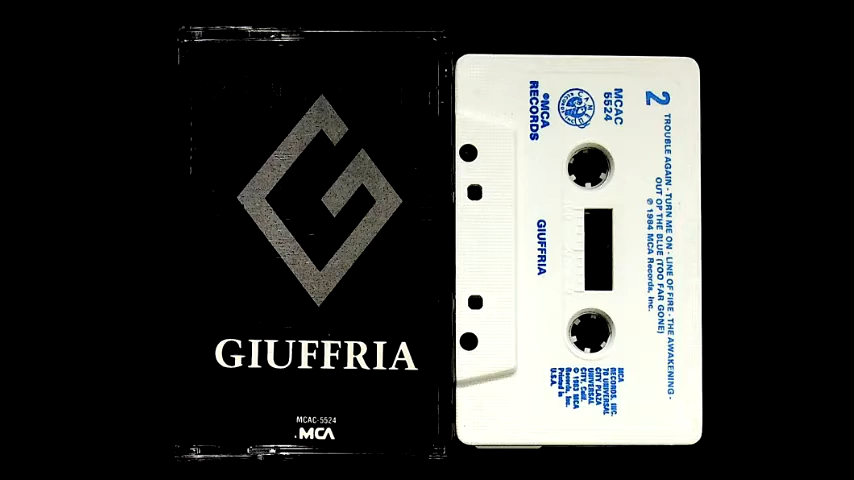 GIUFFRIA
MCAC-5524
MCA
2
TROUBLE AGAIN - TURN ME ON - LINE OF FIRE - THE AWAKENING -
OUT OF THE BLUE (TOO FAR GONE)
℗ 1984 MCA Records, Inc.
MCAC
5524
MCA
RECORDS
GIUFFRIA
MCA
RECORDS, INC.
70 UNIVERSAL
CITY PLAZA
UNIVERSAL
CITY, Calif.
© 1983 MCA
Records, Inc.
Printed in
U.S.A.